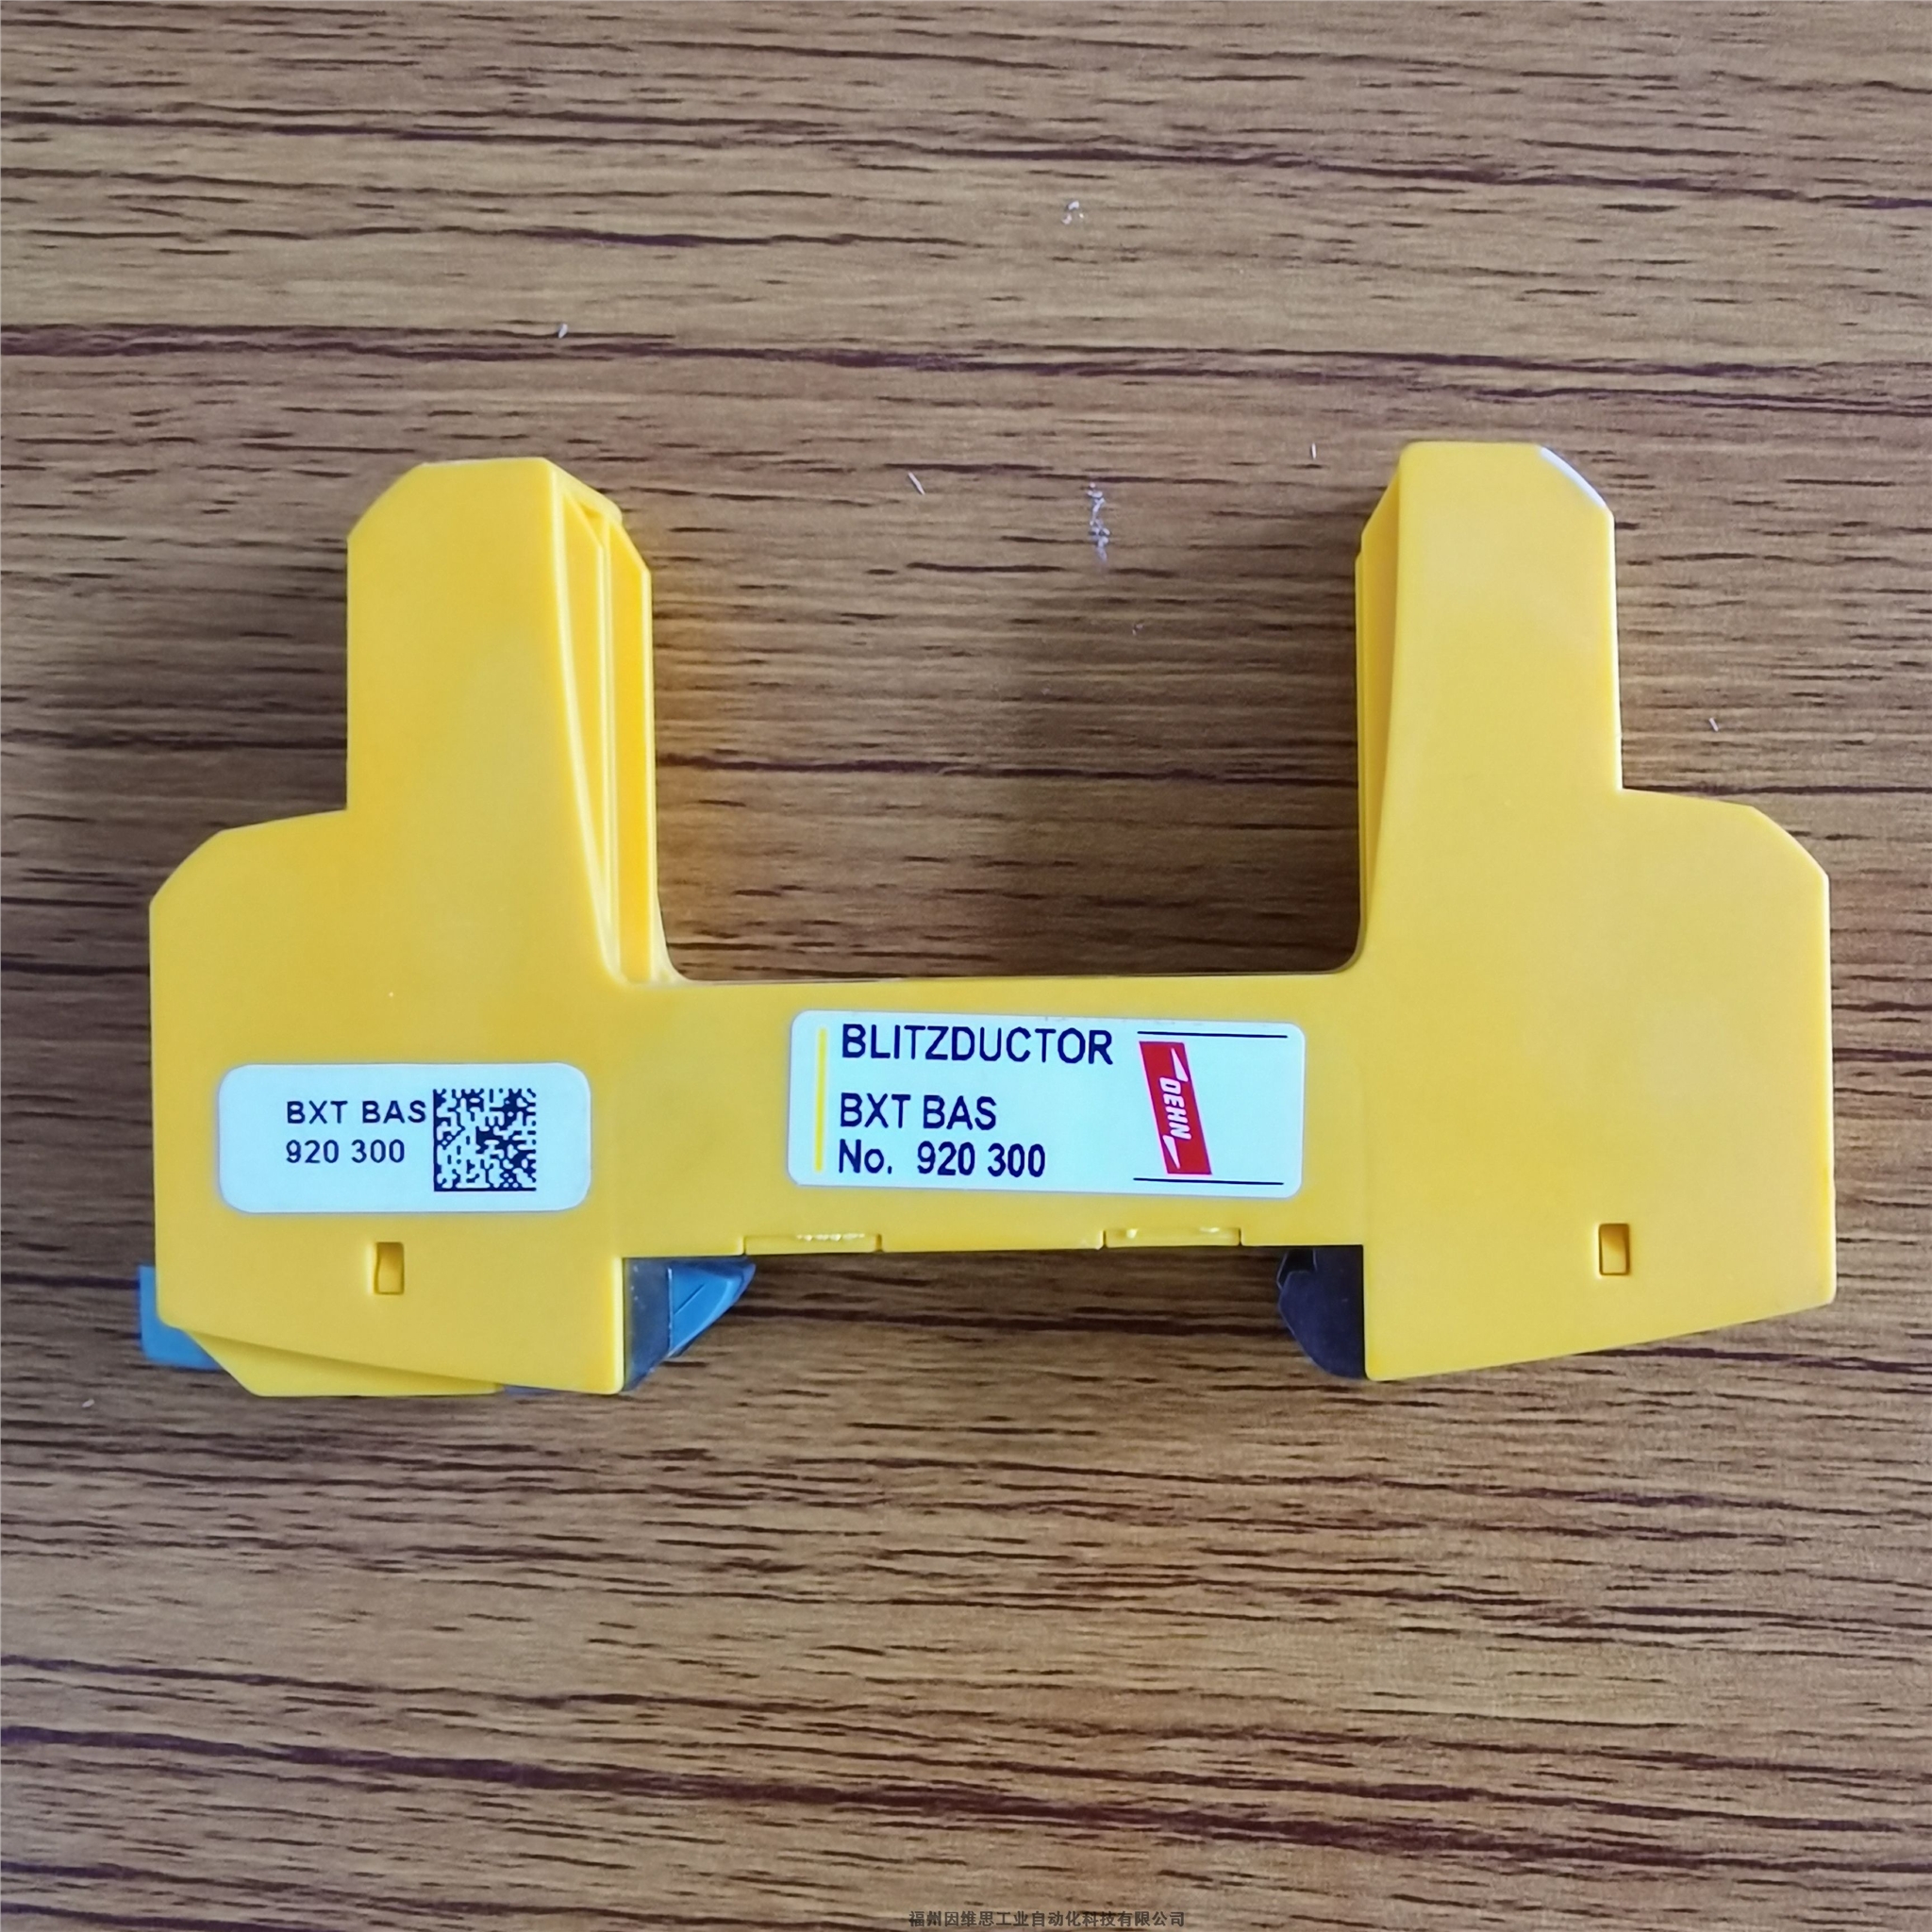 BLITZDUCTOR
BXT BAS
No. 920 300
DEHN
BXT BAS
920 300
福州因维思工业自动化科技有限公司